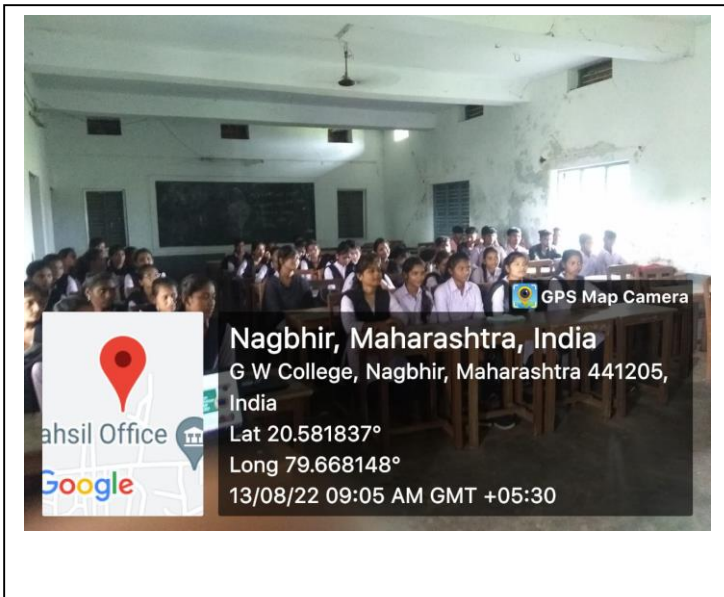 GPS Map Camera
Nagbhir, Maharashtra, India
G W College, Nagbhir, Maharashtra 441205,
India
Lat 20.581837°
Long 79.668148°
13/08/22 09:05 AM GMT +05:30
ahsil Office
Google